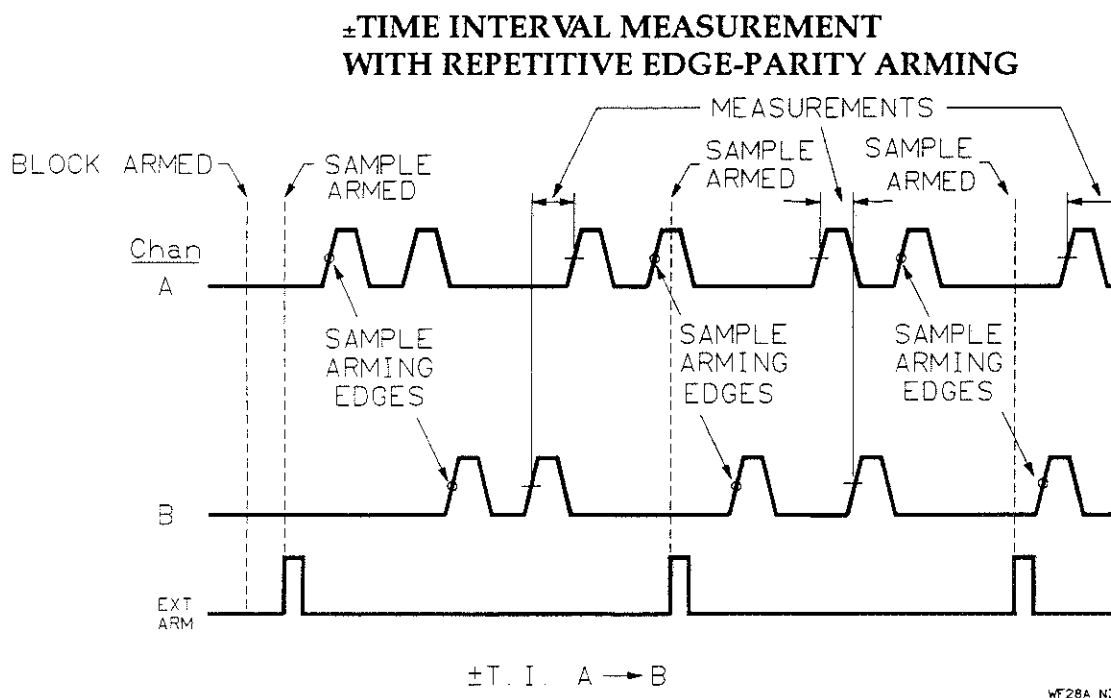 ±TIME INTERVAL MEASUREMENT
WITH REPETITIVE EDGE-PARITY ARMING
MEASUREMENTS
BLOCK ARMED
SAMPLE
ARMED
SAMPLE
ARMED
SAMPLE
ARMED
Chan
A
SAMPLE
ARMING
EDGES
SAMPLE
ARMING
EDGES
SAMPLE
ARMING
EDGES
B
EXT
ARM
±T. I. A → B
WF28A